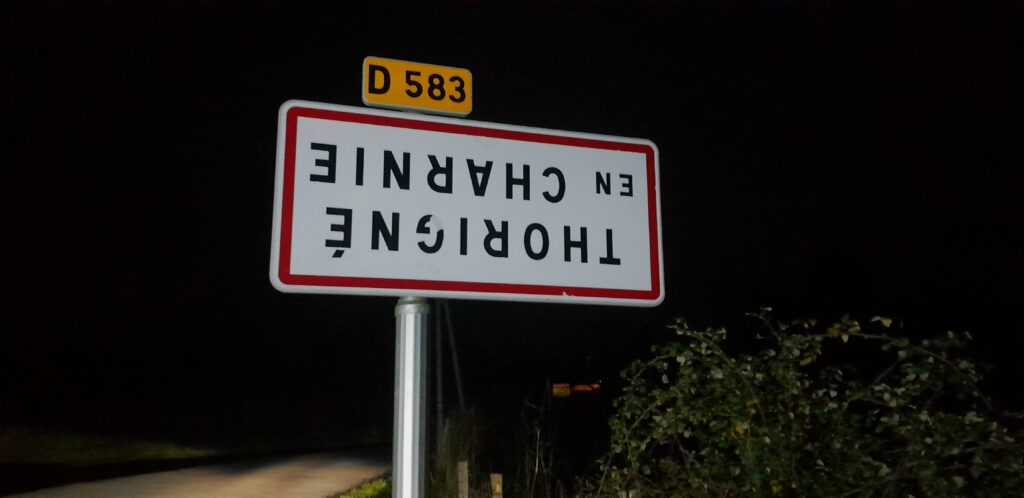 D 583
THORIGNÉ
EN CHARNIE